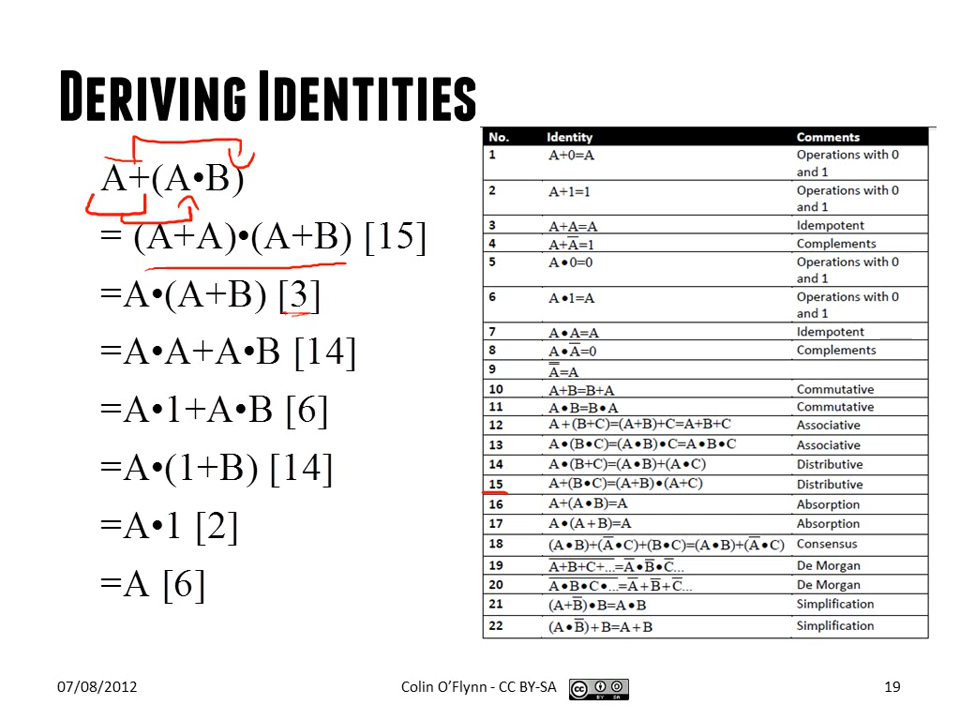 DERIVING IDENTITIES
A+(A•B)
= (A+A)•(A+B) [15]
=A•(A+B) [3]
=A•A+A•B [14]
=A•1+A•B [6]
=A•(1+B) [14]
=A•1 [2]
=A [6]
No. Identity Comments
1 A+0=A Operations with 0
and 1
2 A+1=1 Operations with 0
and 1
3 A+A=A Idempotent
4 A+A̅=1 Complements
5 A•0=0 Operations with 0
and 1
6 A•1=A Operations with 0
and 1
7 A•A=A Idempotent
8 A•A̅=0 Complements
9 A̿=A
10 A+B=B+A Commutative
11 A•B=B•A Commutative
12 A+(B+C)=(A+B)+C=A+B+C Associative
13 A•(B•C)=(A•B)•C=A•B•C Associative
14 A•(B+C)=(A•B)+(A•C) Distributive
15 A+(B•C)=(A+B)•(A+C) Distributive
16 A+(A•B)=A Absorption
17 A•(A+B)=A Absorption
18 (A•B)+(A̅•C)+(B•C)=(A•B)+(A̅•C) Consensus
19 A̅+̅B̅+̅C̅+̅.̅.̅.̅=A̅•B̅•C̅... De Morgan
20 A̅•̅B̅•̅C̅•̅.̅.̅.̅=A̅+B̅+C̅... De Morgan
21 (A+B̅)•B=A•B Simplification
22 (A•B̅)+B=A+B Simplification
07/08/2012 Colin O’Flynn - CC BY-SA cc BY SA 19